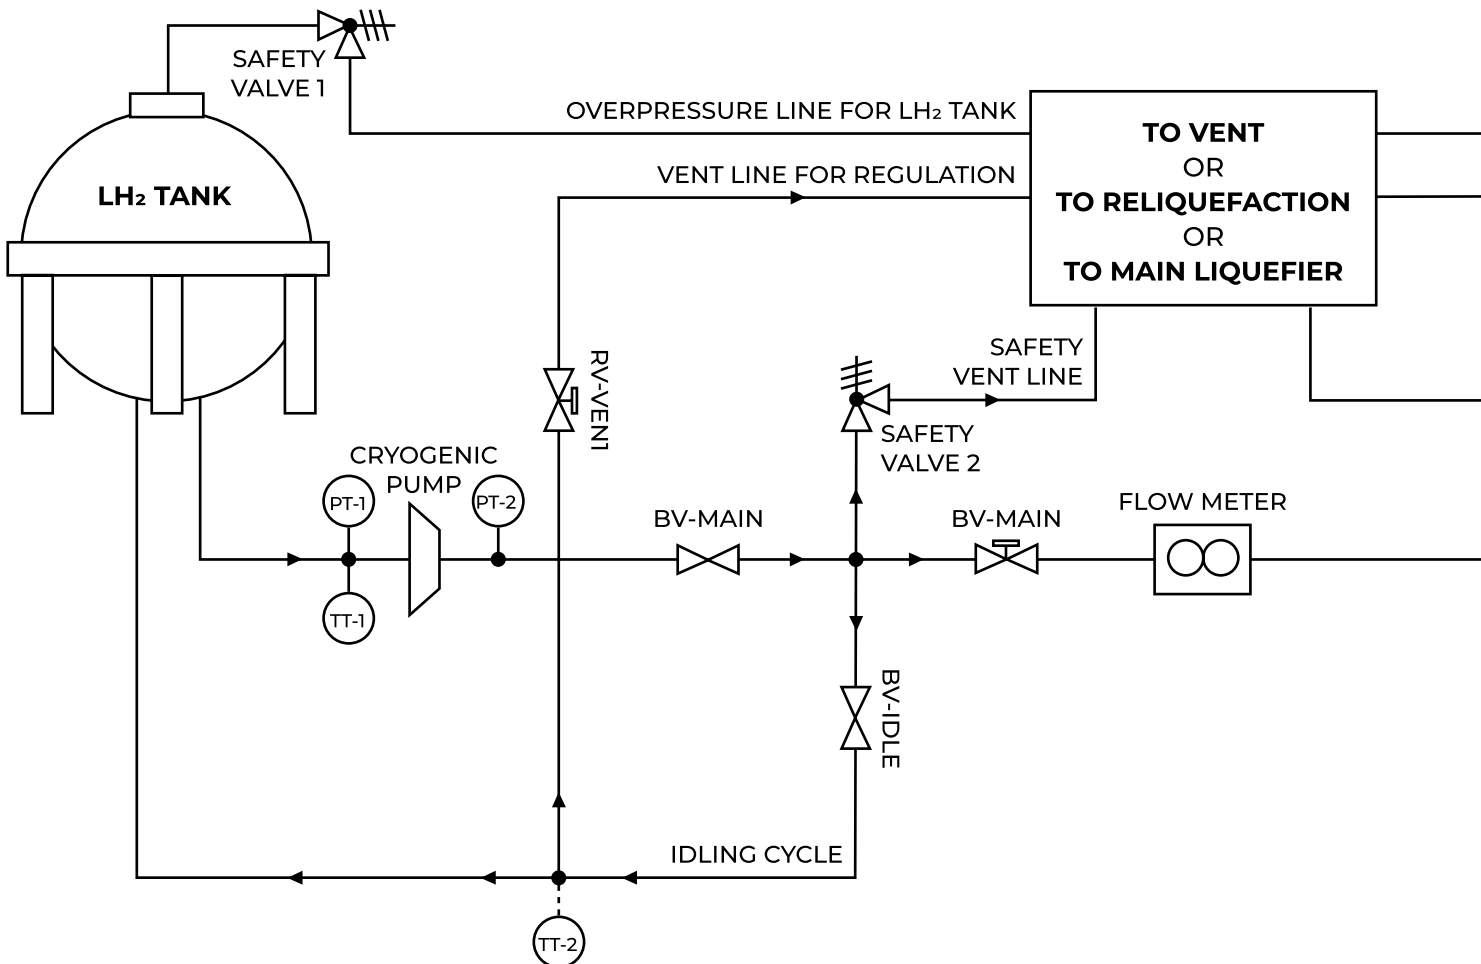 SAFETY
VALVE 1
OVERPRESSURE LINE FOR LH₂ TANK
TO VENT
OR
TO RELIQUEFACTION
OR
TO MAIN LIQUEFIER
VENT LINE FOR REGULATION
LH₂ TANK
SAFETY
VENT LINE
RV-VENT
SAFETY
VALVE 2
CRYOGENIC
PUMP
PT-1
PT-2
BV-MAIN
BV-MAIN
FLOW METER
TT-1
BV-IDLE
IDLING CYCLE
TT-2